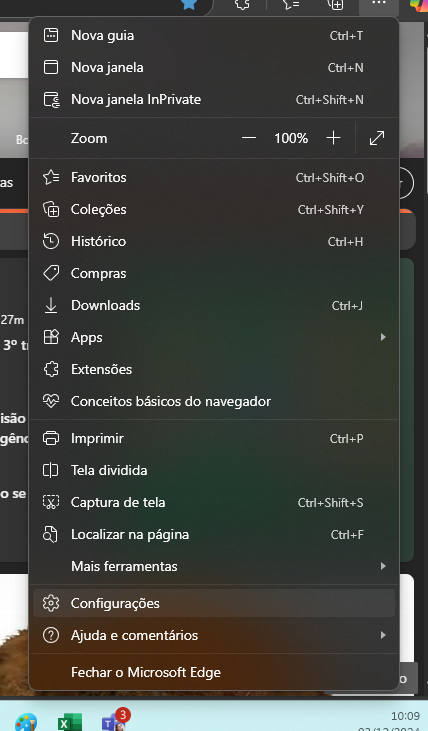 Nova guia Ctrl+T
Nova janela Ctrl+N
Nova janela InPrivate Ctrl+Shift+N
Zoom 100%
as
Favoritos Ctrl+Shift+O
Coleções Ctrl+Shift+Y
Histórico Ctrl+H
Compras
Downloads Ctrl+J
27m
Apps
3º t
Extensões
Conceitos básicos do navegador
isão
Imprimir Ctrl+P
Tela dividida
o se
Captura de tela Ctrl+Shift+S
Localizar na página Ctrl+F
Mais ferramentas
Configurações
Ajuda e comentários
Fechar o Microsoft Edge
3
10:09